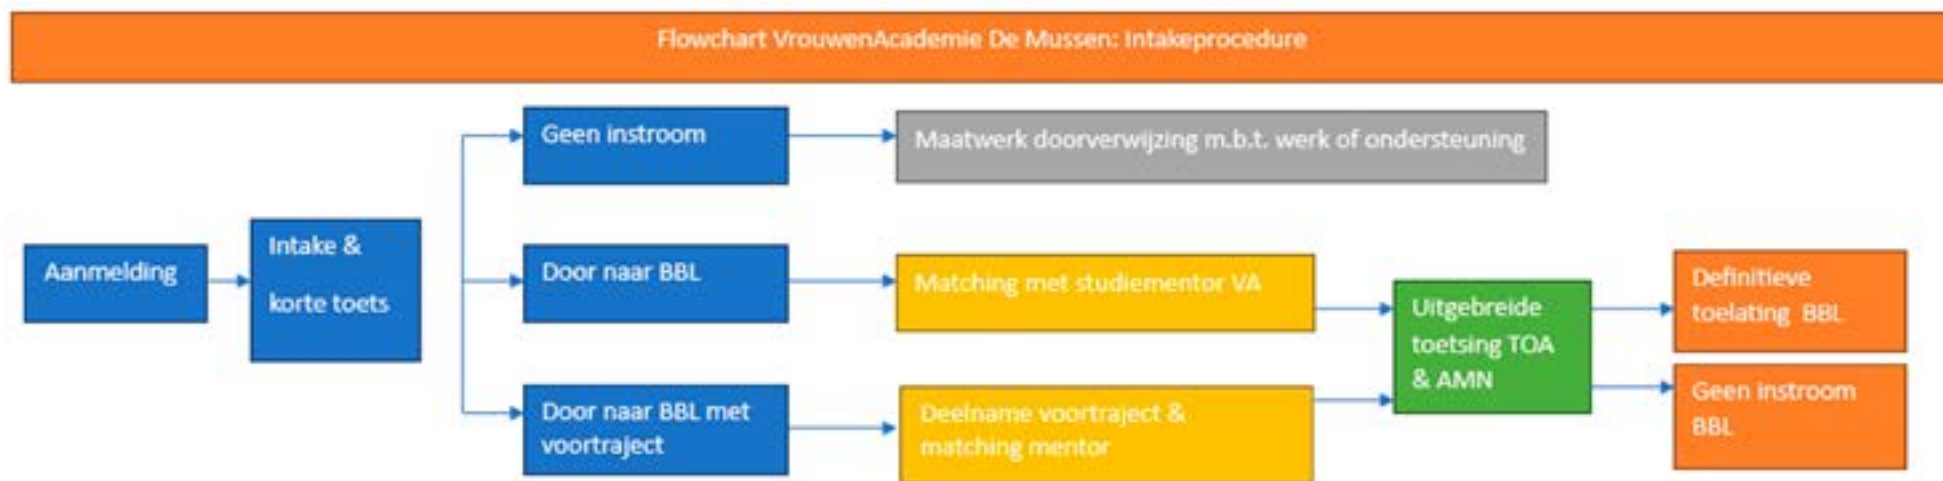 Flowchart VrouwenAcademie De Mussen: Intakeprocedure
Geen instroom
Maatwerk doorverwijzing m.b.t. werk of ondersteuning
Aanmelding
Intake &
korte toets
Door naar BBL
Matching met studiementor VA
Uitgebreide
toetsing TOA
& AMN
Definitieve
toelating BBL
Door naar BBL met
voortraject
Deelname voortraject &
matching mentor
Geen instroom
BBL